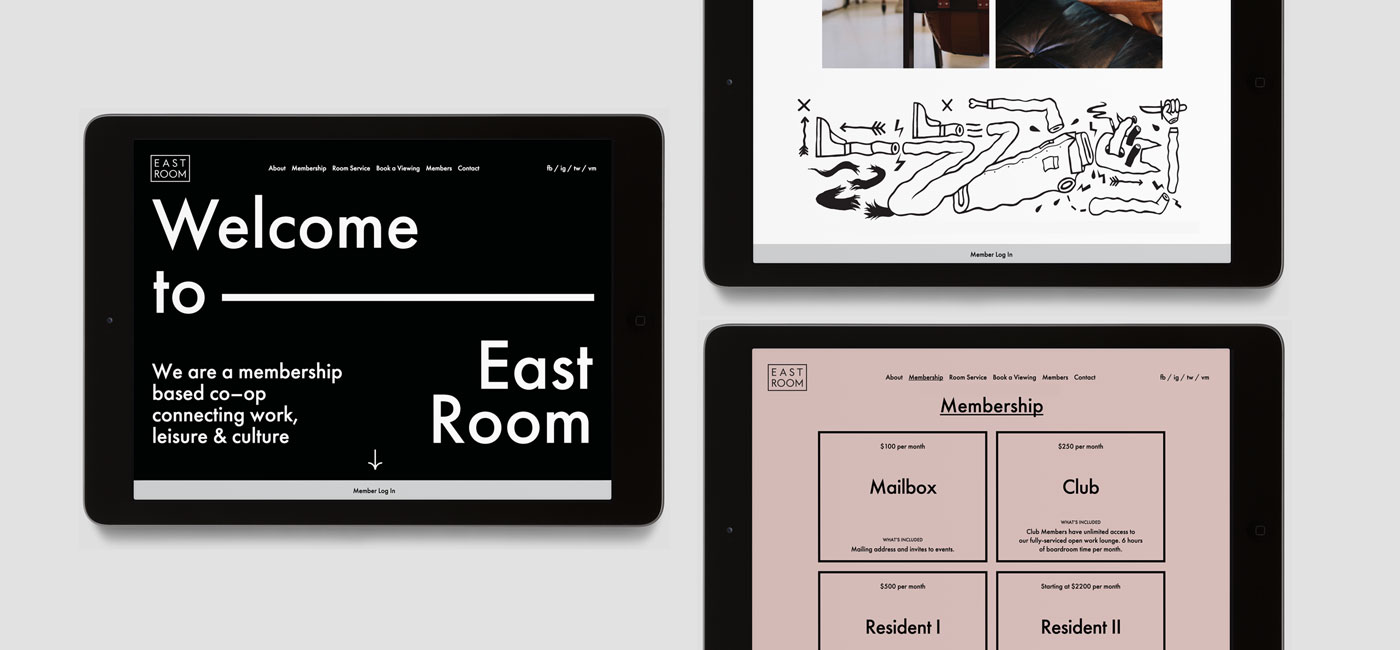 EAST
ROOM
About Membership Room Service Book a Viewing Members Contact
fb / ig / tw / vm
Welcome
to
East
Room
We are a membership
based co–op
connecting work,
leisure & culture
Member Log In
Member Log In
EAST
ROOM
About Membership Room Service Book a Viewing Members Contact
fb / ig / tw / vm
Membership
$100 per month
Mailbox
WHAT'S INCLUDED
Mailing address and invites to events.
$250 per month
Club
WHAT'S INCLUDED
Club Members have unlimited access to
our fully-serviced open work lounge. 6 hours
of boardroom time per month.
$500 per month
Resident I
Starting at $2200 per month
Resident II